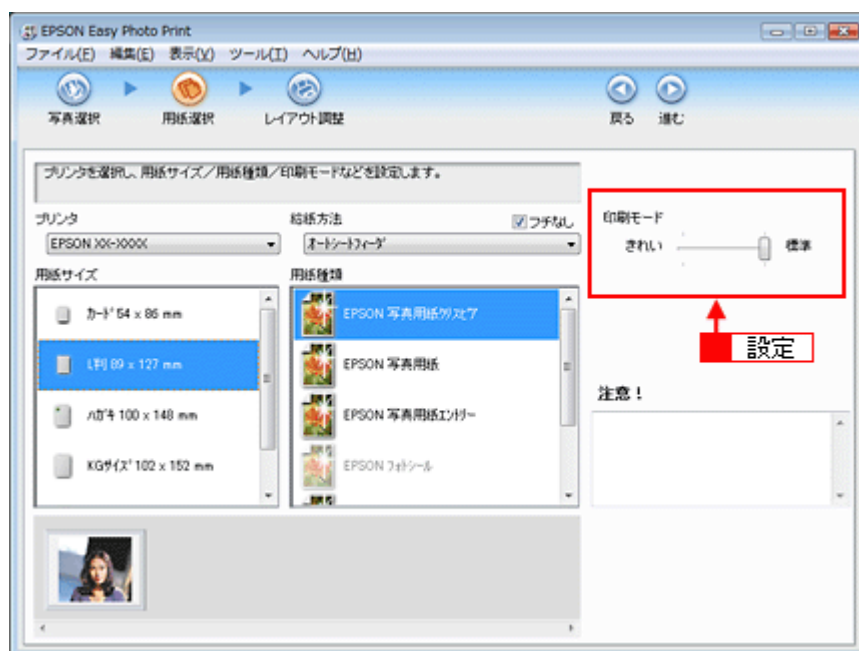 EPSON Easy Photo Print
ファイル(F) 編集(E) 表示(V) ツール(T) ヘルプ(H)
写真選択 用紙選択 レイアウト調整 戻る 進む
プリンタを選択し、用紙サイズ／用紙種類／印刷モードなどを設定します。
プリンタ 給紙方法 フチなし
EPSON XX-XXXX オートシートフィーダ
用紙サイズ 用紙種類
カード 54 x 86 mm
L判 89 x 127 mm
ハガキ 100 x 148 mm
KGサイズ 102 x 152 mm
EPSON 写真用紙クリスピア
EPSON 写真用紙
EPSON 写真用紙エントリー
EPSON フォトシール
印刷モード
きれい 標準
設定
注意！